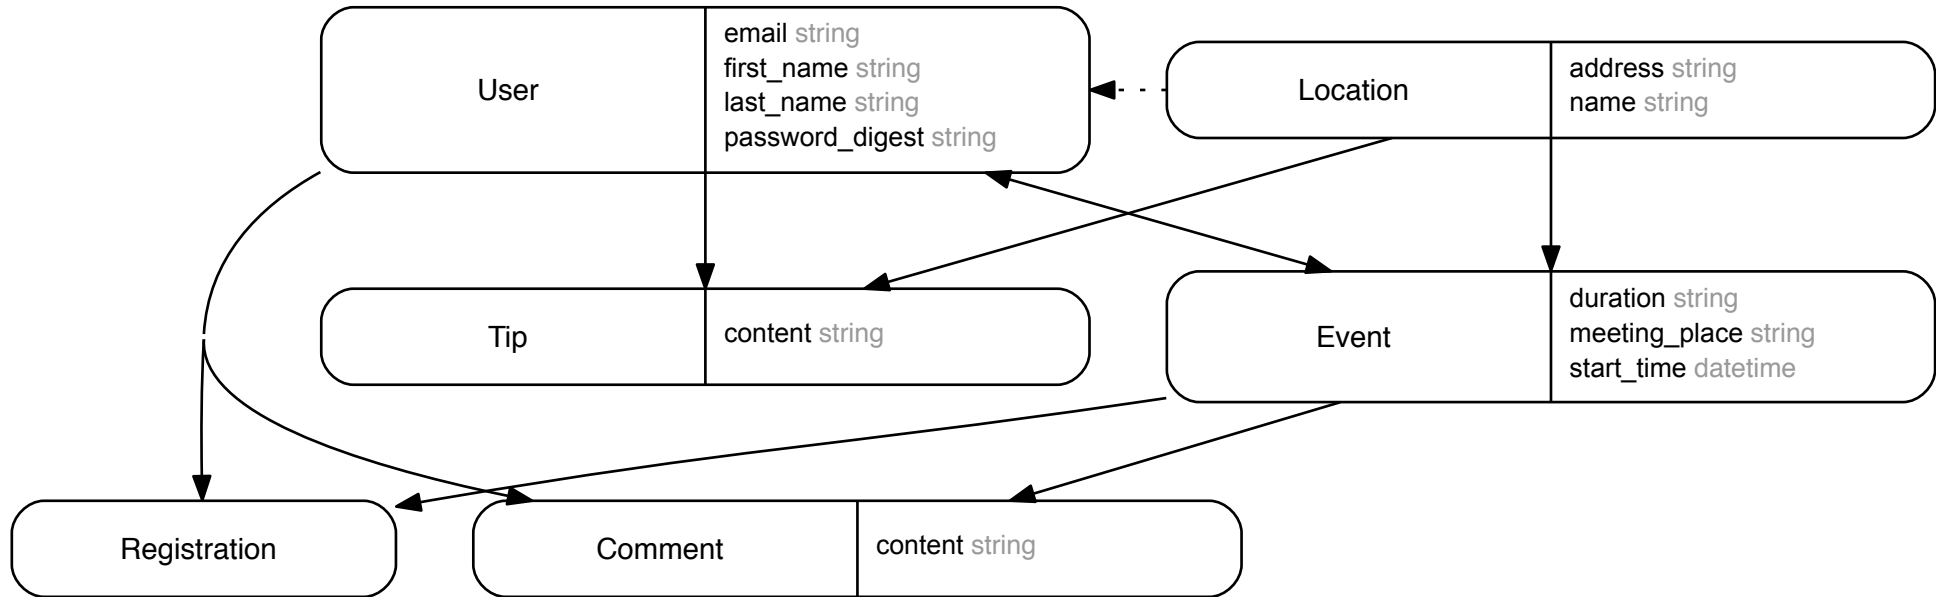 User
email string
first_name string
last_name string
password_digest string
Location
address string
name string
Tip
content string
Event
duration string
meeting_place string
start_time datetime
Registration
Comment
content string